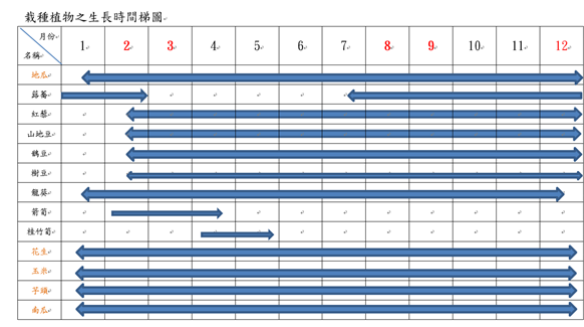 栽種植物之生長時間梯圖
月份
名稱
1 2 3 4 5 6 7 8 9 10 11 12
地瓜
蕗蕎
紅藜
山地豆
鵲豆
樹豆
龍葵
箭筍
桂竹筍
花生
玉米
芋頭
南瓜